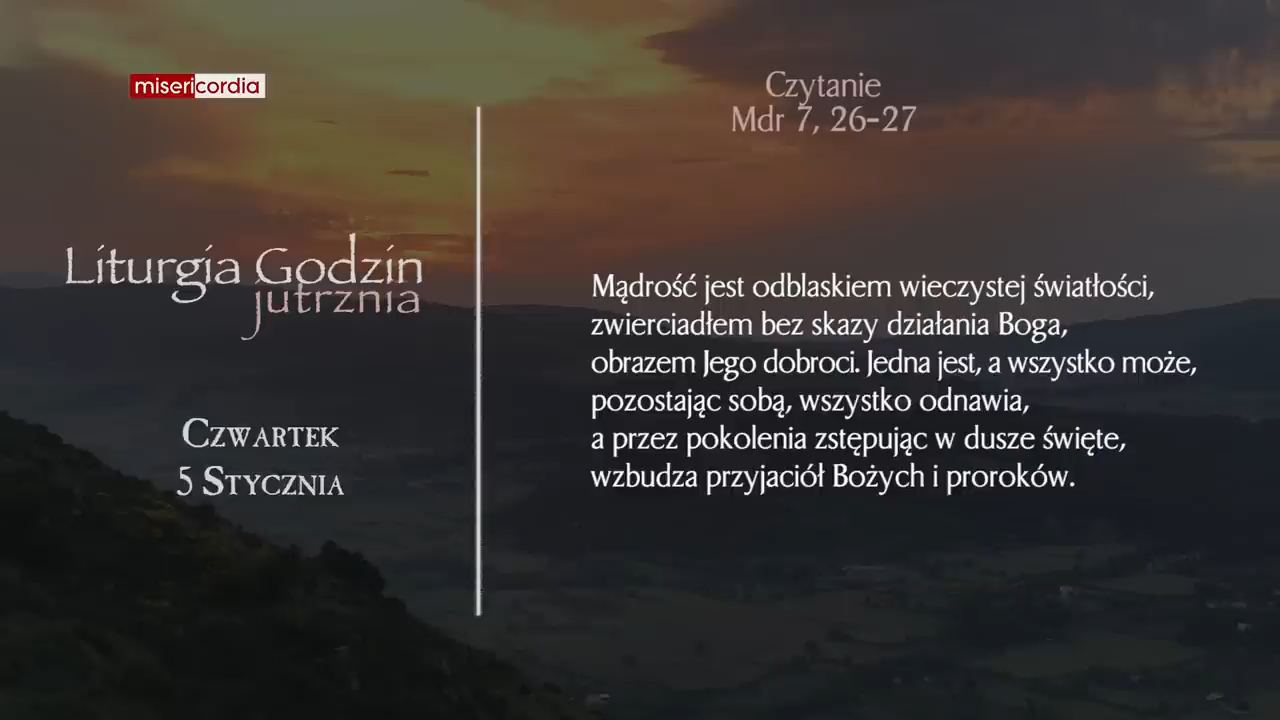 misericordia
Liturgia Godzin
jutrznia
Czwartek
5 Stycznia
Czytanie
Mdr 7, 26-27
Mądrość jest odblaskiem wieczystej światłości,
zwierciadłem bez skazy działania Boga,
obrazem Jego dobroci. Jedna jest, a wszystko może,
pozostając sobą, wszystko odnawia,
a przez pokolenia zstępując w dusze święte,
wzbudza przyjaciół Bożych i proroków.